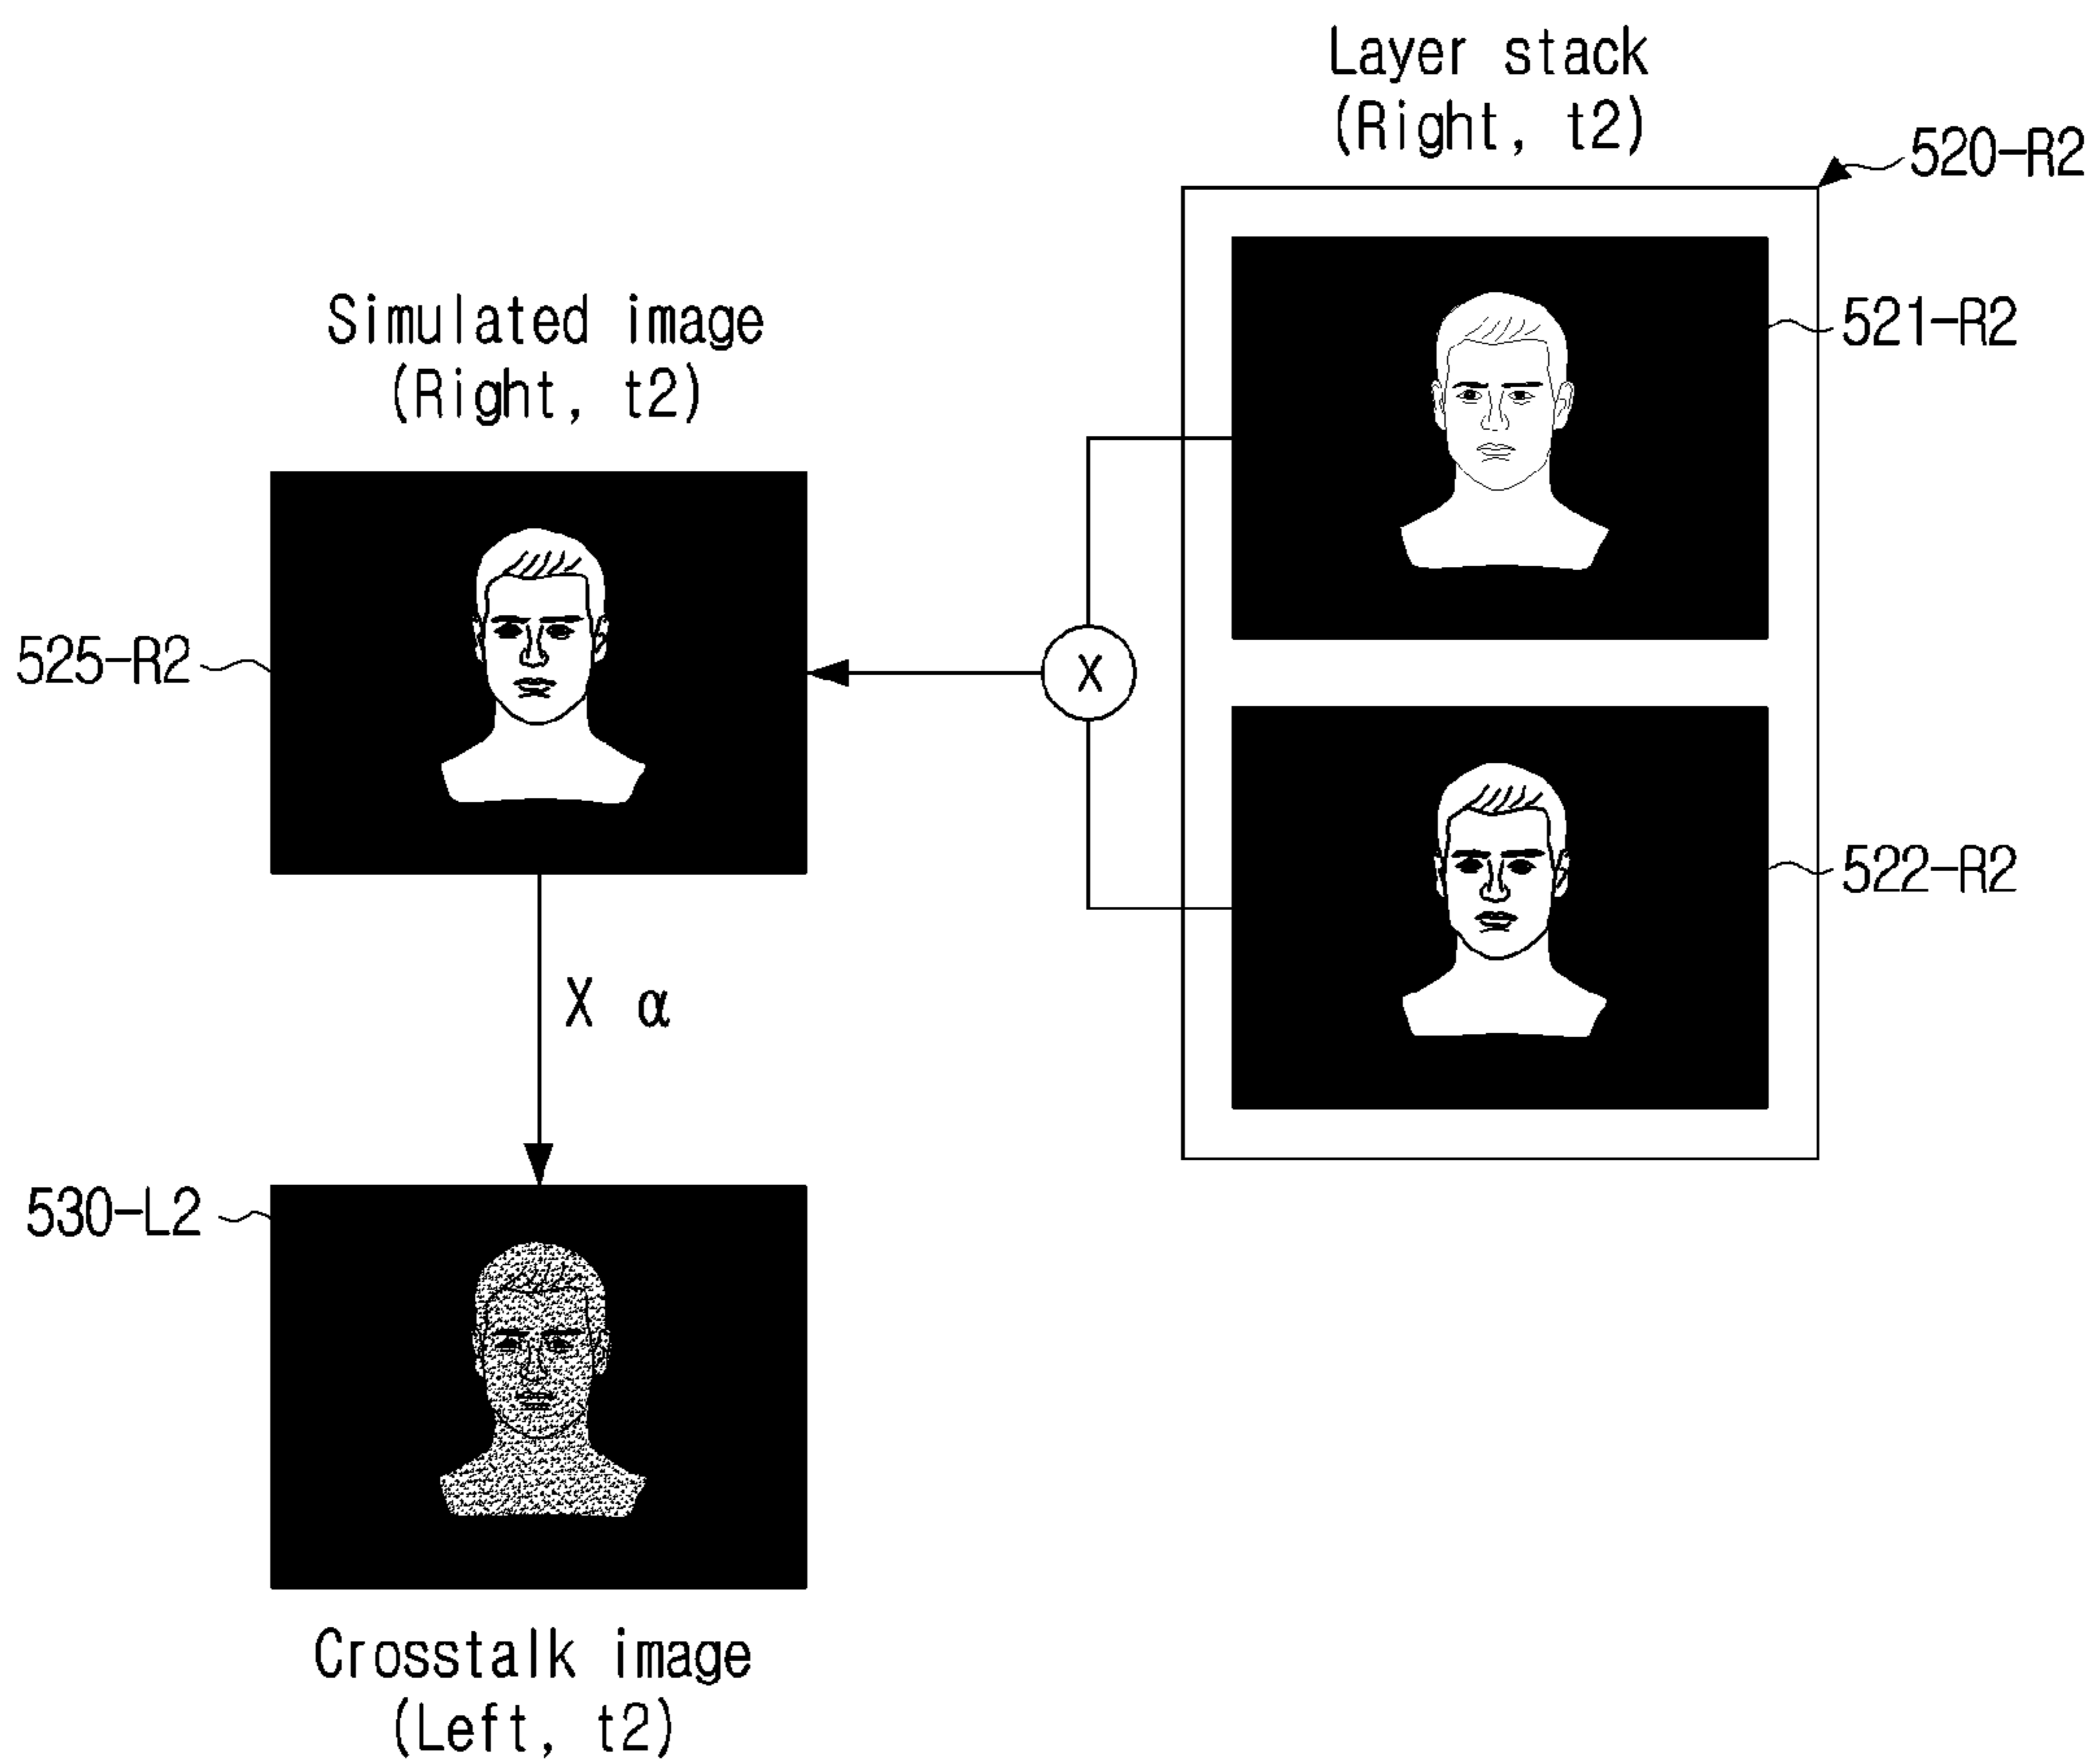 Layer stack
(Right, t2)
520-R2
521-R2
Simulated image
(Right, t2)
525-R2
X
522-R2
X α
530-L2
Crosstalk image
(Left, t2)